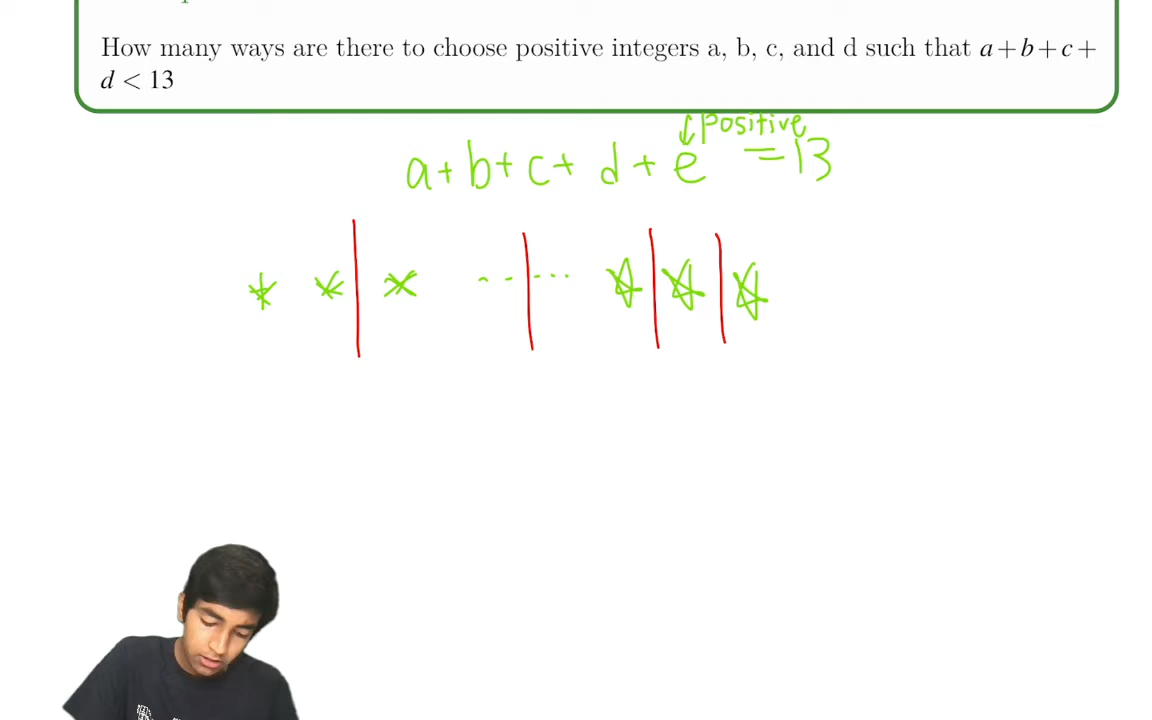 How many ways are there to choose positive integers a, b, c, and d such that a + b + c +
d < 13
positive
a + b + c + d + e = 13